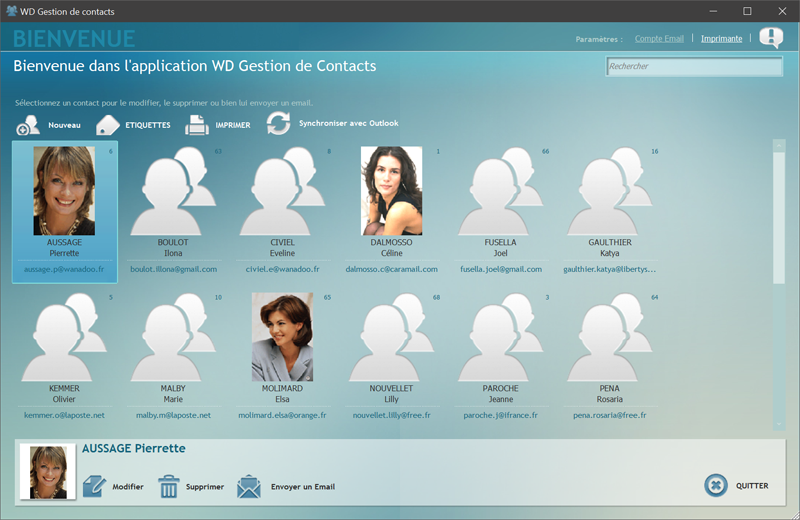 WD Gestion de contacts
BIENVENUE
Paramètres : Compte Email | Imprimante |
Bienvenue dans l'application WD Gestion de Contacts
Rechercher
Sélectionnez un contact pour le modifier, le supprimer ou bien lui envoyer un email.
Nouveau ETIQUETTES IMPRIMER Synchroniser avec Outlook
6 63 8 1 66 16
AUSSAGE BOULOT CIVIEL DALMOSSO FUSELLA GAULTHIER
Pierrette Ilona Eveline Céline Joel Katya
aussage.p@wanadoo.fr boulot.illona@gmail.com civiel.e@wanadoo.fr dalmosso.c@caramail.com fusella.joel@gmail.com gaulthier.katya@libertys...
5 10 65 68 3 64
KEMMER MALBY MOLIMARD NOUVELLET PAROCHE PENA
Olivier Marie Elsa Lilly Jeanne Rosaria
kemmer.o@laposte.net malby.m@laposte.net molimard.elsa@orange.fr nouvellet.lilly@free.fr paroche.j@ifrance.fr pena.rosaria@free.fr
AUSSAGE Pierrette
Modifier Supprimer Envoyer un Email QUITTER